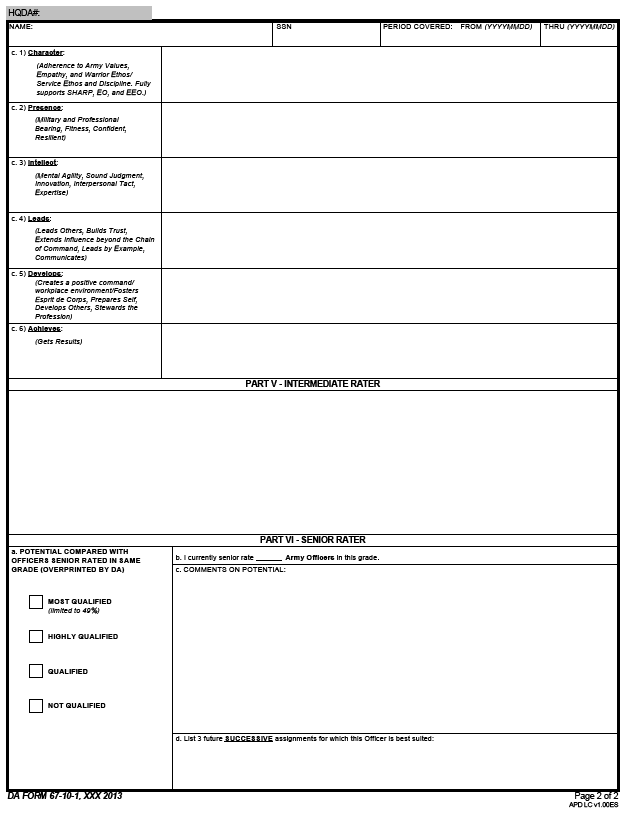 HQDA#:
NAME: SSN PERIOD COVERED: FROM (YYYYMMDD) THRU (YYYYMMDD)
c. 1) Character:
(Adherence to Army Values,
Empathy, and Warrior Ethos/
Service Ethos and Discipline. Fully
supports SHARP, EO, and EEO.)
c. 2) Presence:
(Military and Professional
Bearing, Fitness, Confident,
Resilient)
c. 3) Intellect:
(Mental Agility, Sound Judgment,
Innovation, Interpersonal Tact,
Expertise)
c. 4) Leads:
(Leads Others, Builds Trust,
Extends Influence beyond the Chain
of Command, Leads by Example,
Communicates)
c. 5) Develops:
(Creates a positive command/
workplace environment/Fosters
Esprit de Corps, Prepares Self,
Develops Others, Stewards the
Profession)
c. 6) Achieves:
(Gets Results)
PART V - INTERMEDIATE RATER
PART VI - SENIOR RATER
a. POTENTIAL COMPARED WITH
OFFICERS SENIOR RATED IN SAME
GRADE (OVERPRINTED BY DA)
MOST QUALIFIED
(limited to 49%)
HIGHLY QUALIFIED
QUALIFIED
NOT QUALIFIED
b. I currently senior rate ______ Army Officers in this grade.
c. COMMENTS ON POTENTIAL:
d. List 3 future SUCCESSIVE assignments for which this Officer is best suited:
DA FORM 67-10-1, XXX 2013
Page 2 of 2
APD LC v1.00ES